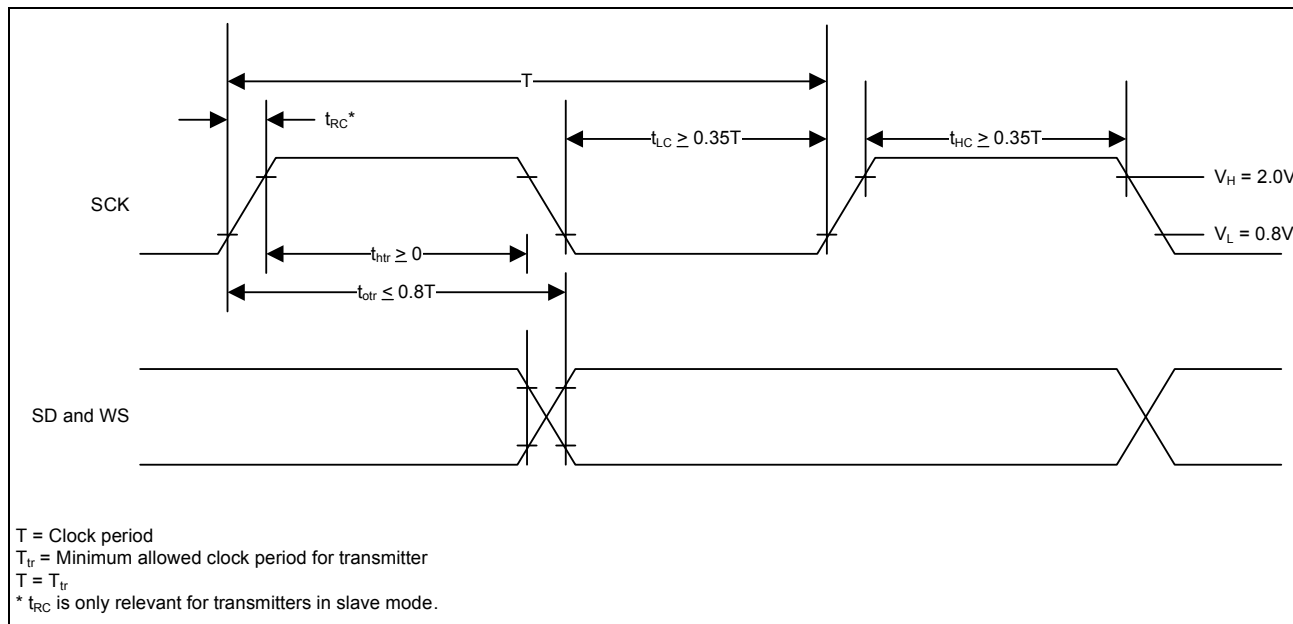 T
tRC*
tLC ≥ 0.35T
tHC ≥ 0.35T
SCK
VH = 2.0V
VL = 0.8V
thtr ≥ 0
totr ≤ 0.8T
SD and WS
T = Clock period
Ttr = Minimum allowed clock period for transmitter
T = Ttr
* tRC is only relevant for transmitters in slave mode.